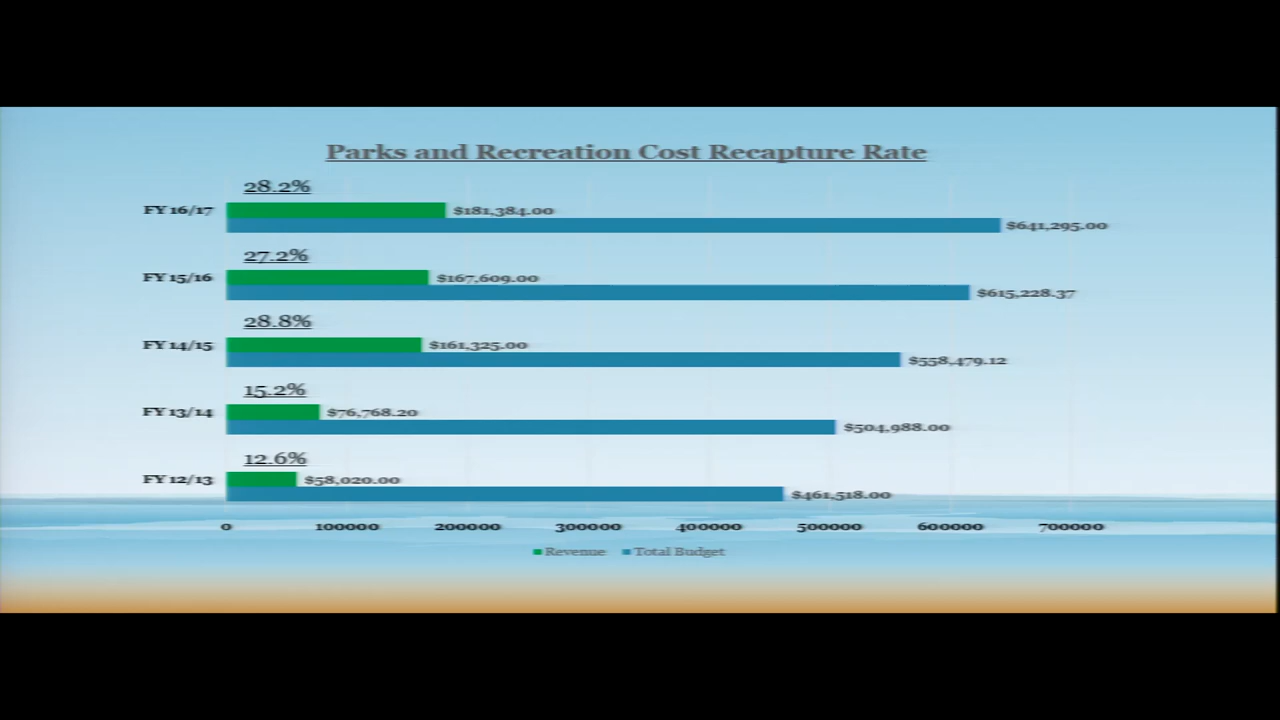 Parks and Recreation Cost Recapture Rate
28.2%
FY 16/17 $181,384.00
$641,295.00
27.2%
FY 15/16 $167,609.00
$615,228.37
28.8%
FY 14/15 $161,325.00
$558,479.12
15.2%
FY 13/14 $76,768.20
$504,988.00
12.6%
FY 12/13 $58,020.00
$461,518.00
0 100000 200000 300000 400000 500000 600000 700000
Revenue Total Budget